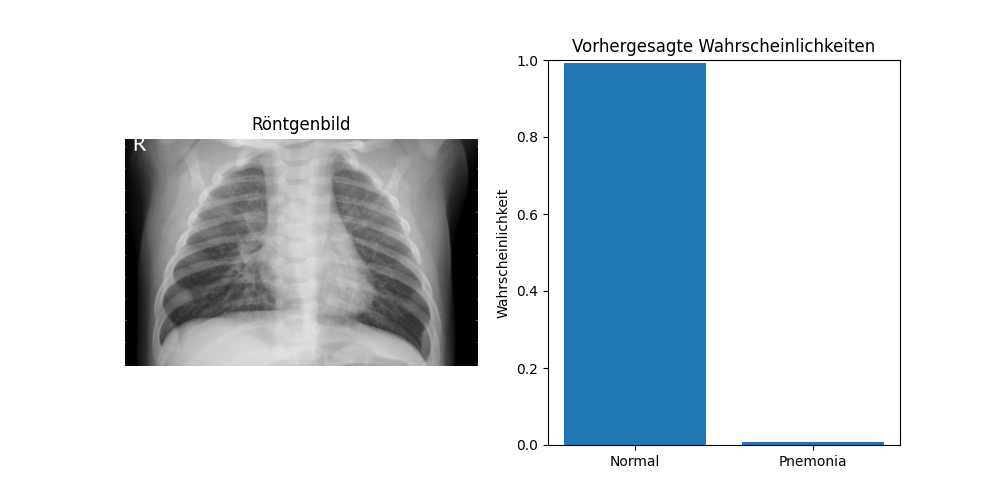 Röntgenbild
R
Vorhergesagte Wahrscheinlichkeiten
Wahrscheinlichkeit
1.0
0.8
0.6
0.4
0.2
0.0
Normal
Pnemonia